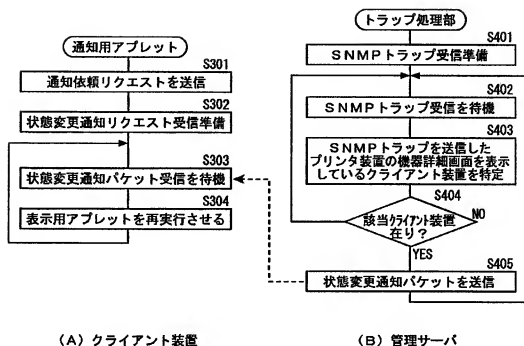 通知用アプレット
S301
通知依頼リクエストを送信
S302
状態変更通知リクエスト受信準備
S303
状態変更通知パケット受信を待機
S304
表示用アプレットを再実行させる
(A) クライアント装置
トラップ処理部
S401
SNMPトラップ受信準備
S402
SNMPトラップ受信を待機
S403
SNMPトラップを送信した
プリンタ装置の機器詳細画面を表示
しているクライアント装置を特定
S404
該当クライアント装置
在り?
NO
YES
S405
状態変更通知パケットを送信
(B) 管理サーバ